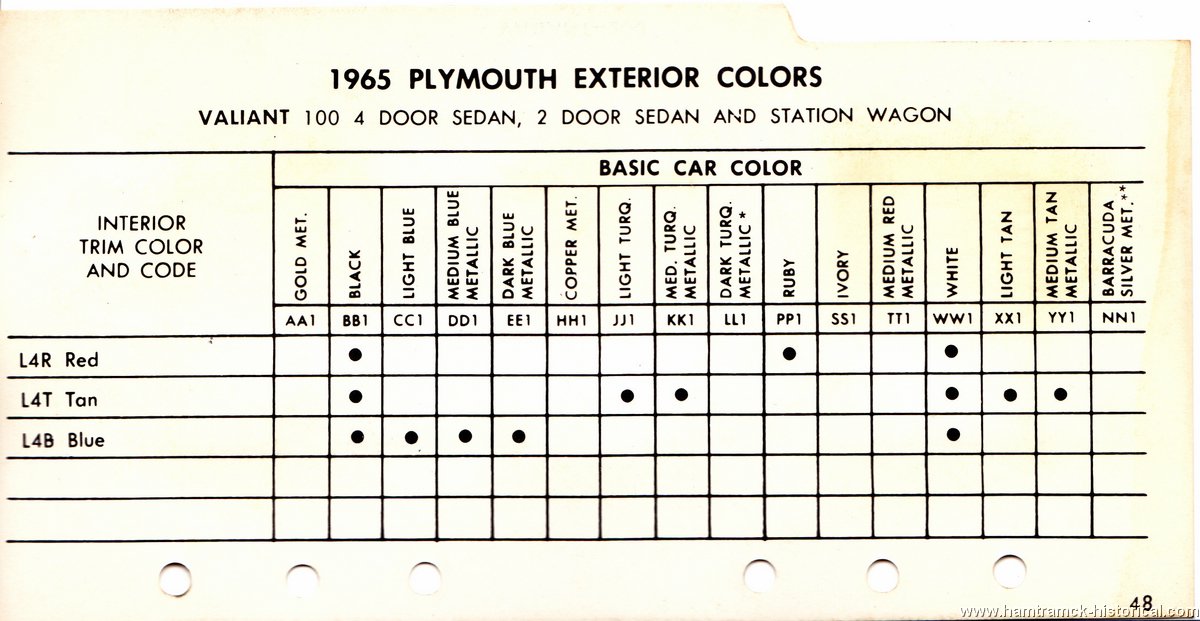 1965 PLYMOUTH EXTERIOR COLORS
VALIANT 100 4 DOOR SEDAN, 2 DOOR SEDAN AND STATION WAGON
BASIC CAR COLOR
INTERIOR
TRIM COLOR
AND CODE
GOLD MET.
BLACK
LIGHT BLUE
MEDIUM BLUE
METALLIC
DARK BLUE
METALLIC
COPPER MET.
LIGHT TURQ.
MED. TURQ.
METALLIC
DARK TURQ.
METALLIC*
RUBY
IVORY
MEDIUM RED
METALLIC
WHITE
LIGHT TAN
MEDIUM TAN
METALLIC
BARRACUDA
SILVER MET.**
AA1 BB1 CC1 DD1 EE1 HH1 JJ1 KK1 LL1 PP1 SS1 TT1 WW1 XX1 YY1 NN1
L4R Red ● ● ●
L4T Tan ● ● ● ● ● ●
L4B Blue ● ● ● ● ●
48
www.hamtramck-historical.com